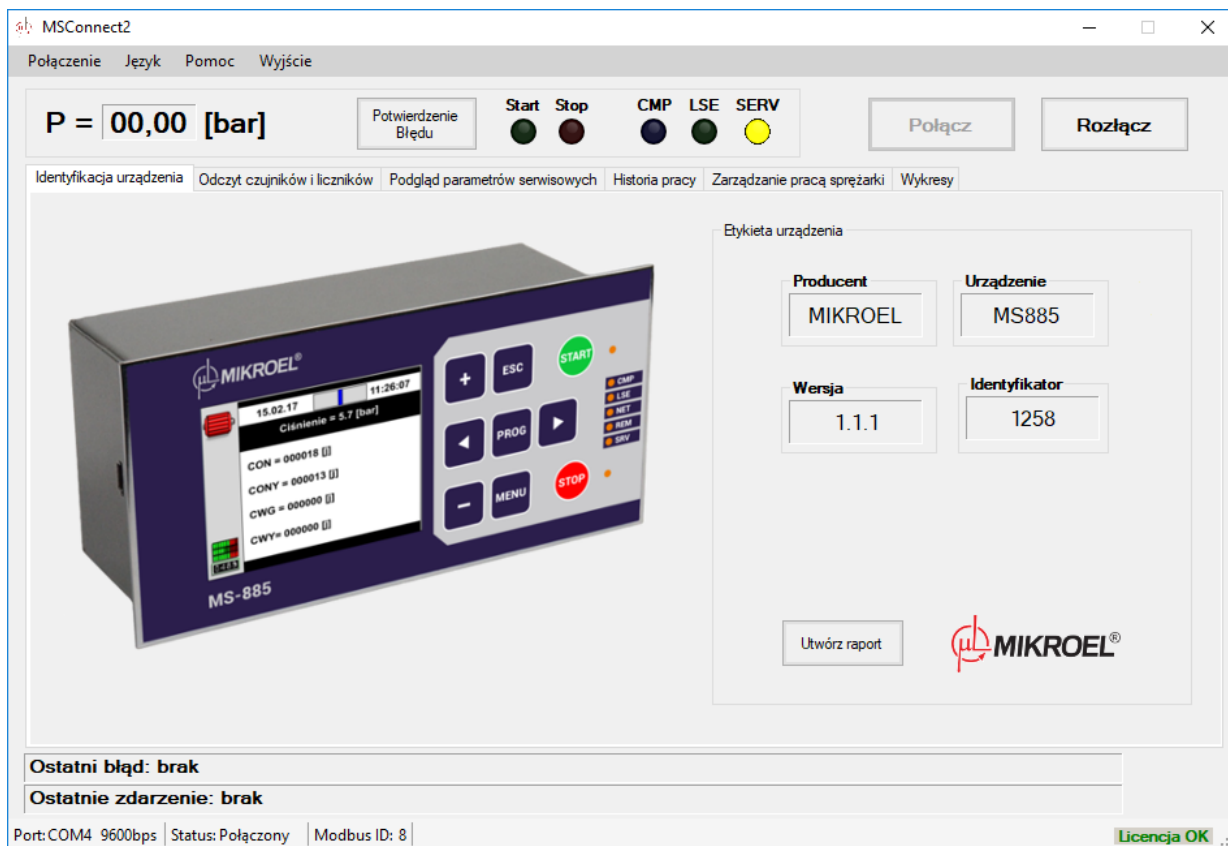 MSConnect2
Połączenie Język Pomoc Wyjście
P = 00,00 [bar]
Potwierdzenie
Błędu
Start Stop CMP LSE SERV
Połącz Rozłącz
Identyfikacja urządzenia Odczyt czujników i liczników Podgląd parametrów serwisowych Historia pracy Zarządzanie pracą sprężarki Wykresy
MIKROEL®
15.02.17 11:26:07
Ciśnienie = 5.7 [bar]
CON = 000018 [j]
CONY = 000013 [j]
CWG = 000000 [j]
CWY= 000000 [j]
+ ESC START
PROG
− MENU STOP
CMP
LSE
NET
REM
SRV
MS-885
Etykieta urządzenia
Producent Urządzenie
MIKROEL MS885
Wersja Identyfikator
1.1.1 1258
Utwórz raport
µL MIKROEL®
Ostatni błąd: brak
Ostatnie zdarzenie: brak
Port: COM4 9600bps Status: Połączony Modbus ID: 8 Licencja OK